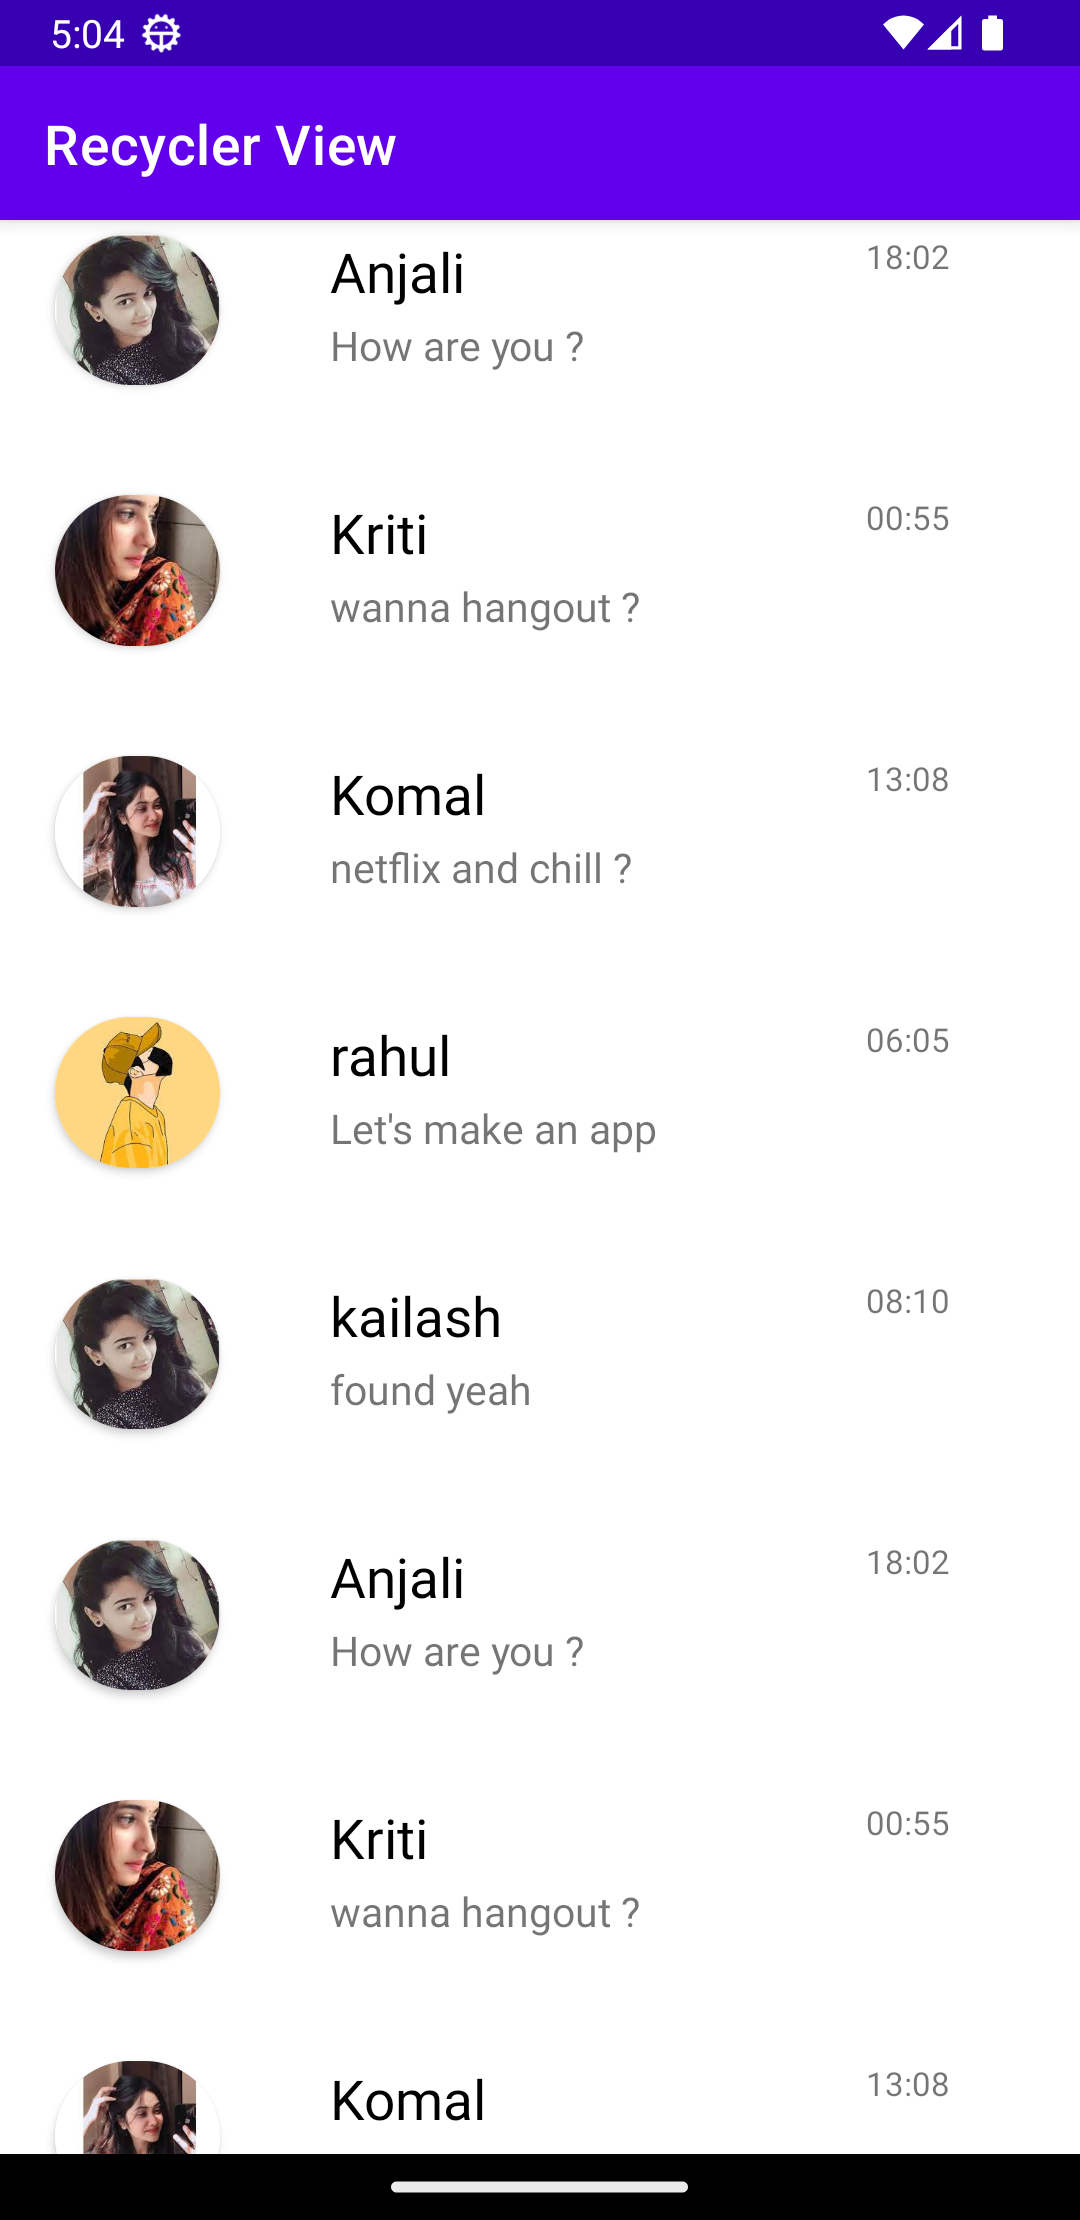 5:04
Recycler View
Anjali
18:02
How are you ?
Kriti
00:55
wanna hangout ?
Komal
13:08
netflix and chill ?
rahul
06:05
Let's make an app
kailash
08:10
found yeah
Anjali
18:02
How are you ?
Kriti
00:55
wanna hangout ?
Komal
13:08